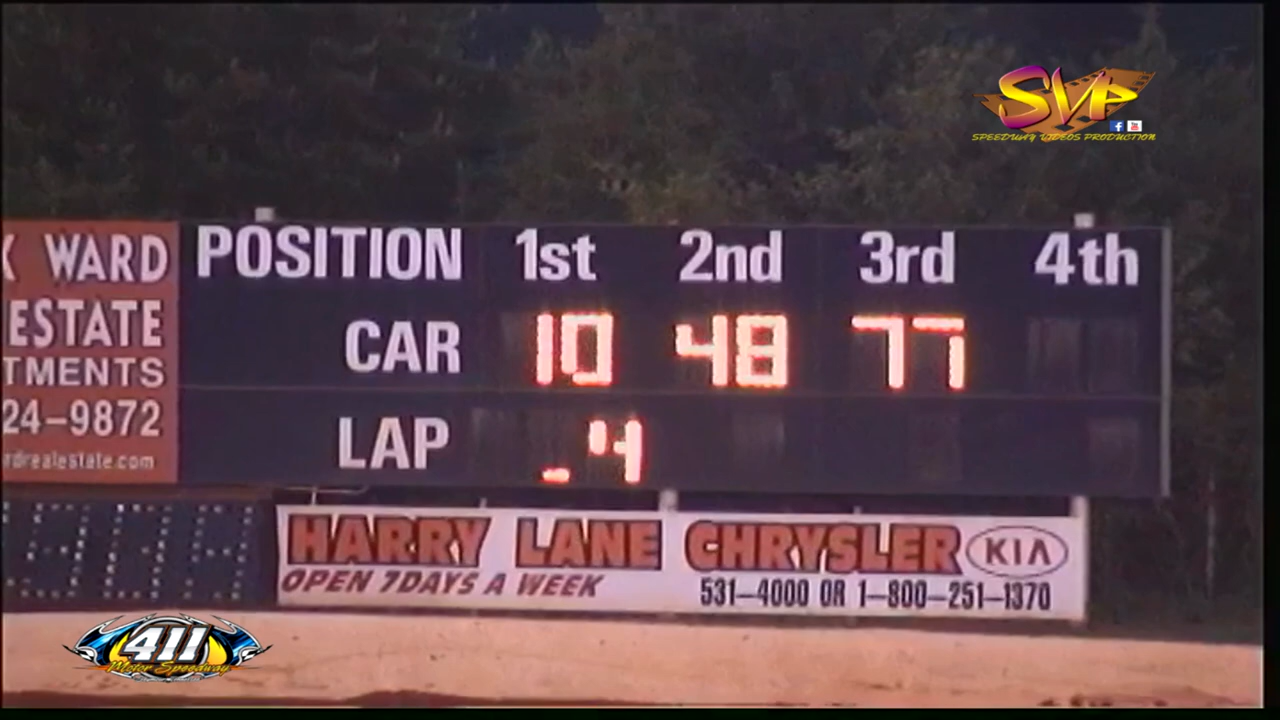 SVP
SPEEDWAY VIDEOS PRODUCTION
WARD
ESTATE
TMENTS
24-9872
rdrealestate.com
POSITION 1st 2nd 3rd 4th
CAR 10 48 77
LAP _4
HARRY LANE CHRYSLER KIA
OPEN 7DAYS A WEEK 531-4000 OR 1-800-251-1370
411
Motor Speedway